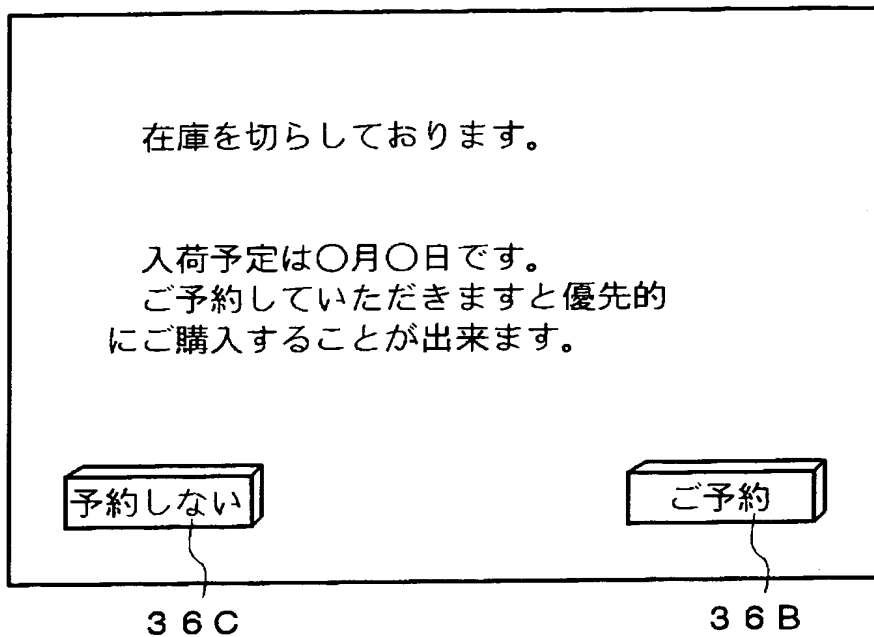 在庫を切らしております。
入荷予定は○月○日です。
ご予約していただきますと優先的
にご購入することが出来ます。
予約しない
ご予約
36C
36B